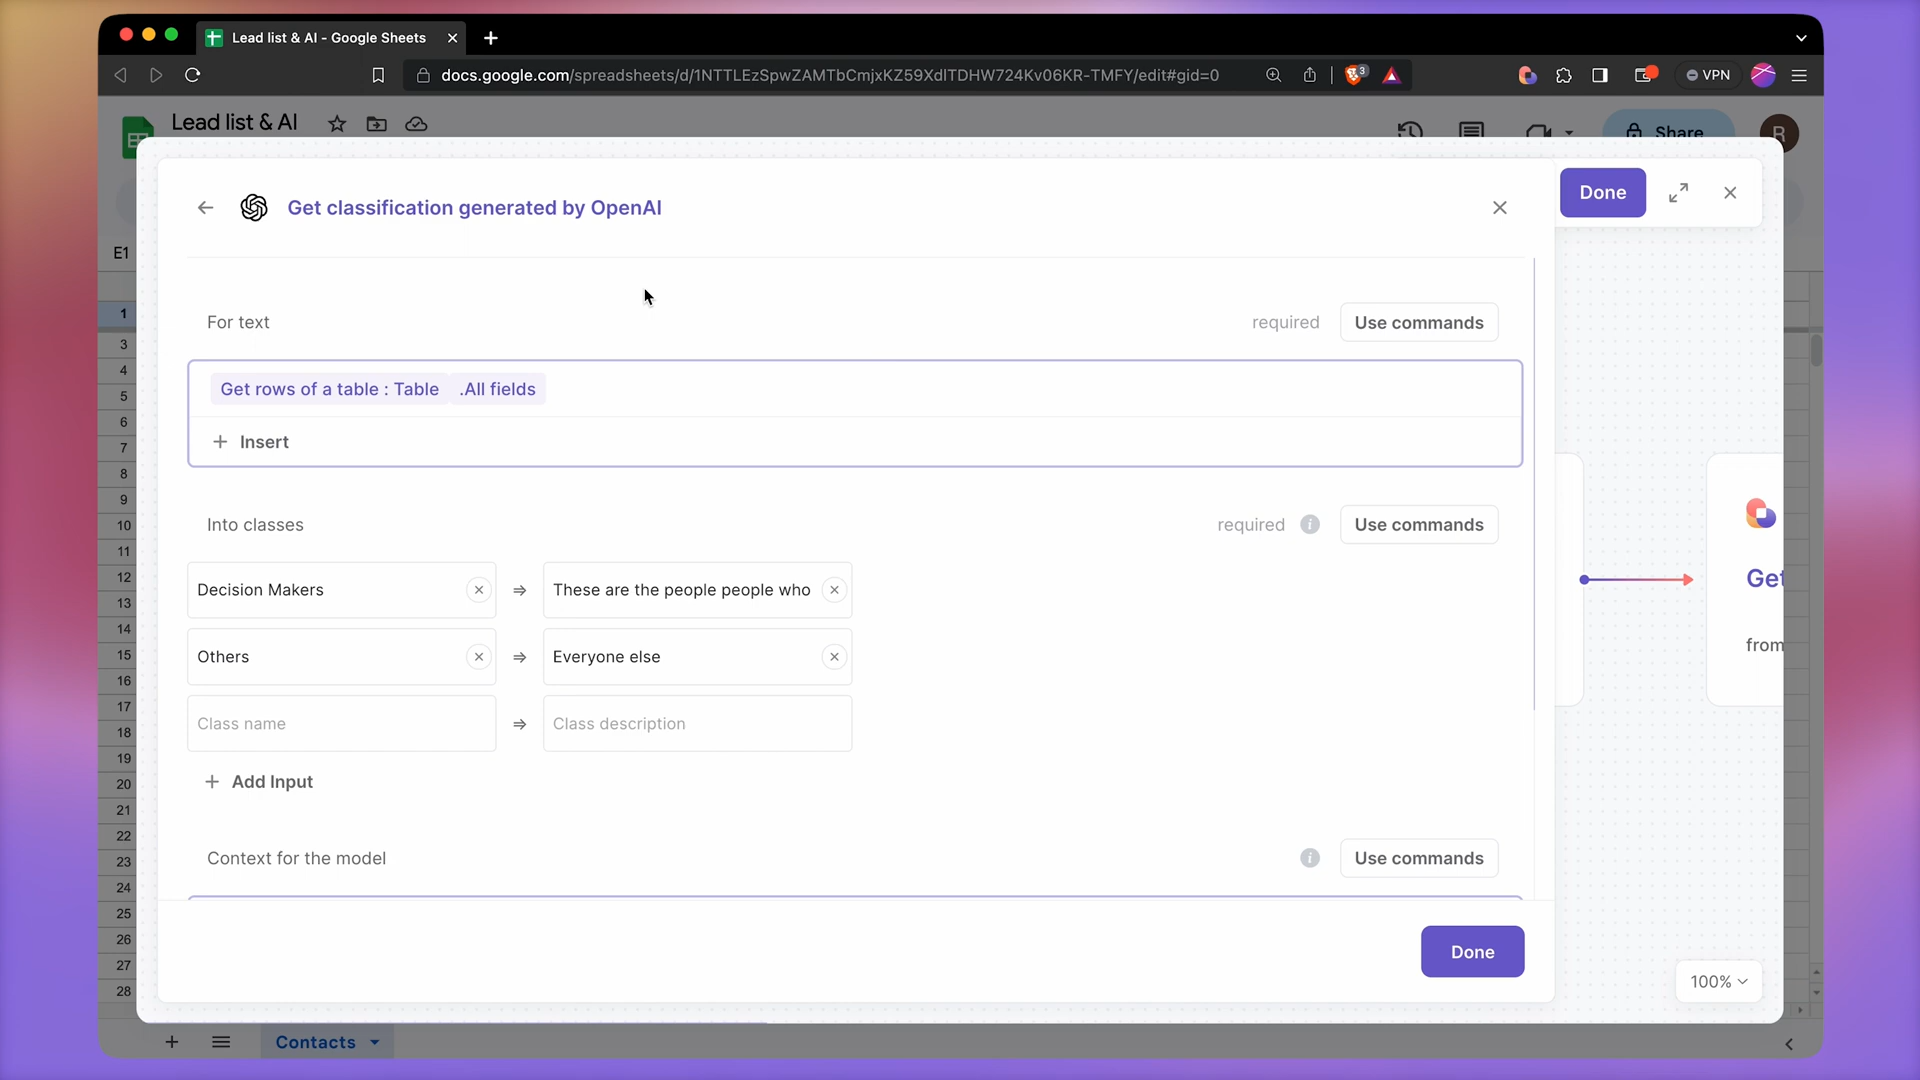 Lead list & AI - Google Sheets
docs.google.com/spreadsheets/d/1NTTLEzSpwZAMTbCmjxKZ59XdlTDHW724Kv06KR-TMFY/edit#gid=0
3
VPN
Lead list & AI
Share
R
Get classification generated by OpenAI
Done
E1
For text
required
Use commands
Get rows of a table : Table .All fields
+ Insert
Into classes
required
i
Use commands
Decision Makers
These are the people people who
Others
Everyone else
Class name
Class description
+ Add Input
Context for the model
i
Use commands
Done
Get
from
100%
1
3
4
5
6
7
8
9
10
11
12
13
14
15
16
17
18
19
20
21
22
23
24
25
26
27
28
Contacts